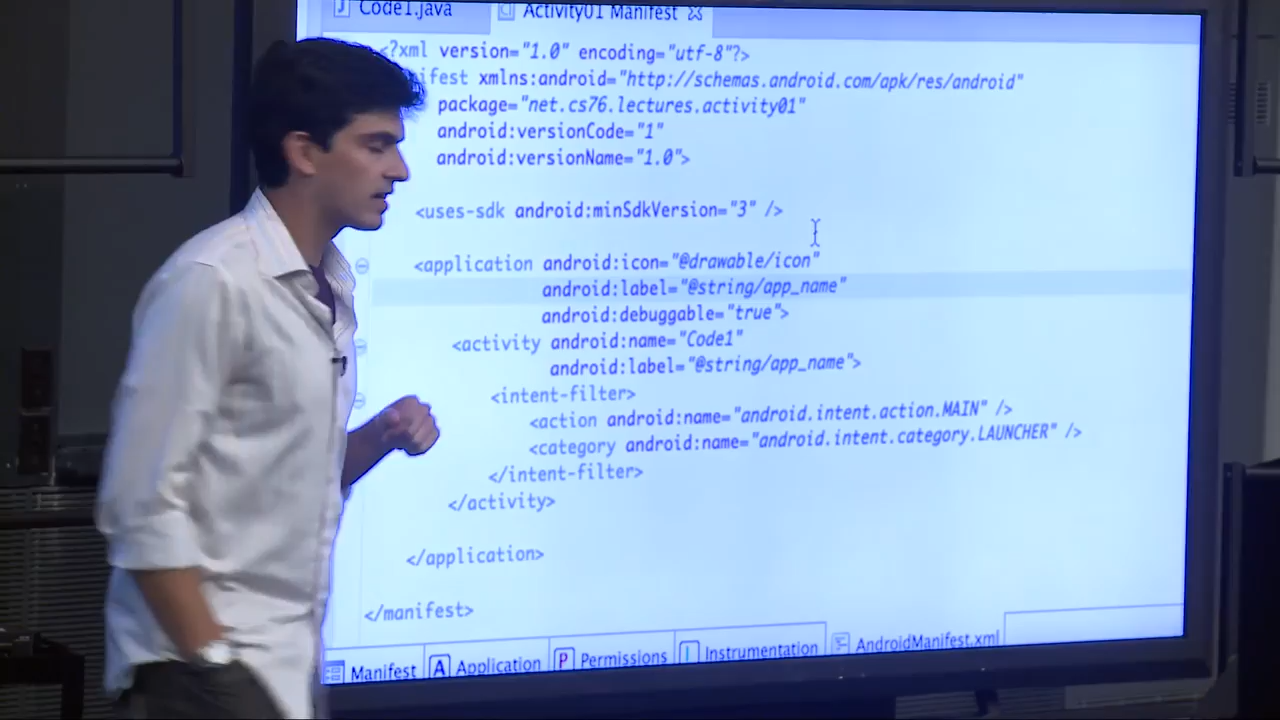 Code1.java Activity01 Manifest
<?xml version="1.0" encoding="utf-8"?>
nifest xmlns:android="http://schemas.android.com/apk/res/android"
package="net.cs76.lectures.activity01"
android:versionCode="1"
android:versionName="1.0">
<uses-sdk android:minSdkVersion="3" />
<application android:icon="@drawable/icon"
android:label="@string/app_name"
android:debuggable="true">
<activity android:name="Code1"
android:label="@string/app_name">
<intent-filter>
<action android:name="android.intent.action.MAIN" />
<category android:name="android.intent.category.LAUNCHER" />
</intent-filter>
</activity>
</application>
</manifest>
Manifest A Application P Permissions I Instrumentation AndroidManifest.xml